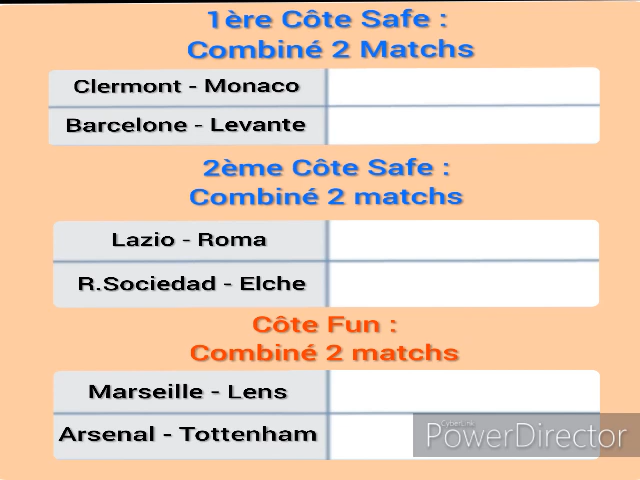 1ère Côte Safe :
Combiné 2 Matchs
Clermont - Monaco
Barcelone - Levante
2ème Côte Safe :
Combiné 2 matchs
Lazio - Roma
R.Sociedad - Elche
Côte Fun :
Combiné 2 matchs
Marseille - Lens
Arsenal - Tottenham
CyberLink
PowerDirector